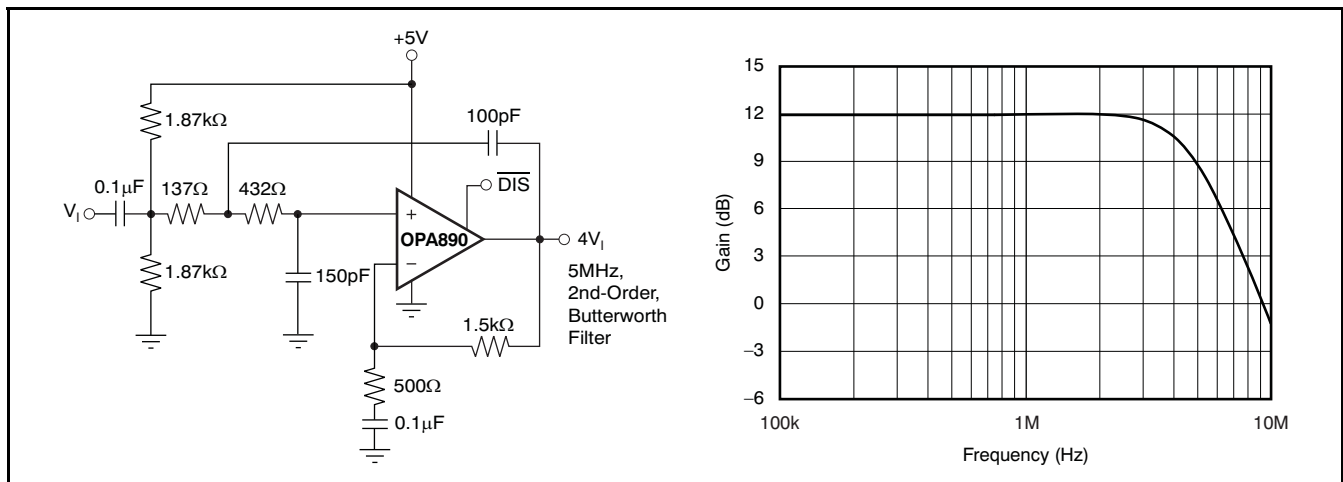 +5V
1.87kΩ
100pF
0.1μF
137Ω
432Ω
DIS
V_I
+
OPA890
−
4V_I
1.87kΩ
150pF
5MHz,
2nd-Order,
Butterworth
Filter
1.5kΩ
500Ω
0.1μF
15
12
9
6
3
0
−3
−6
Gain (dB)
100k
1M
10M
Frequency (Hz)